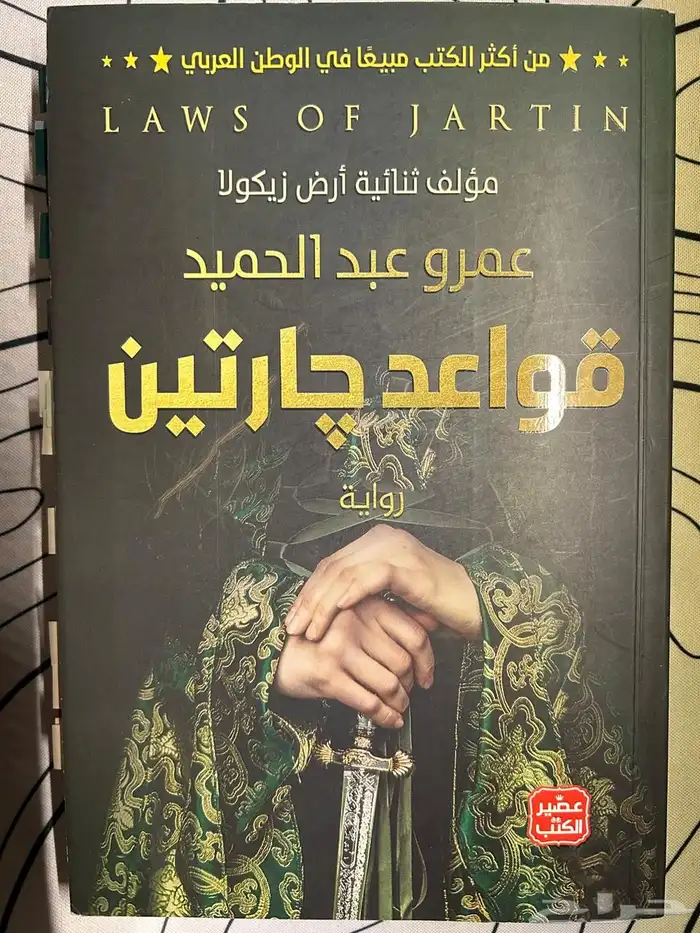 من أكثر الكتب مبيعًا في الوطن العربي
LAWS OF JARTIN
مؤلف ثنائية أرض زيكولا
عمرو عبد الحميد
قواعد چارتين
رواية
عصير
الكتب
حراج